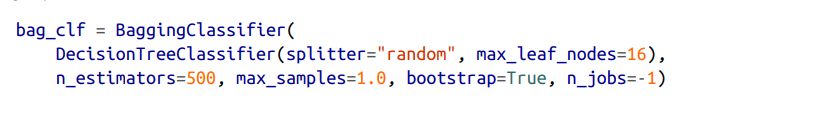 bag_clf = BaggingClassifier(
    DecisionTreeClassifier(splitter="random", max_leaf_nodes=16),
    n_estimators=500, max_samples=1.0, bootstrap=True, n_jobs=-1)